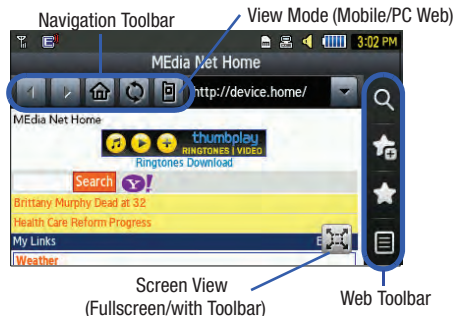 Navigation Toolbar
View Mode (Mobile/PC Web)
3:02 PM
MEdia Net Home
http://device.home/
MEdia Net Home
thumbplay
RINGTONES | VIDEO
Ringtones Download
Search Y!
Brittany Murphy Dead at 32
Health Care Reform Progress
My Links
Weather
Screen View
(Fullscreen/with Toolbar)
Web Toolbar